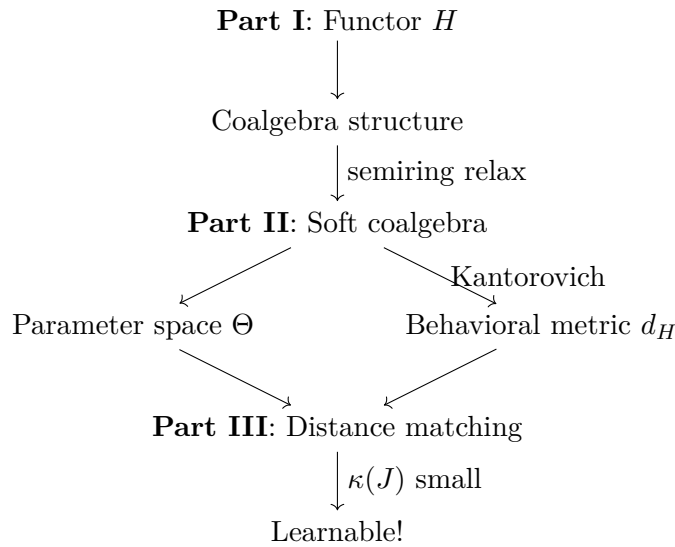 Part I: Functor H
Coalgebra structure
semiring relax
Part II: Soft coalgebra
Kantorovich
Parameter space Θ
Behavioral metric d_H
Part III: Distance matching
κ(J) small
Learnable!